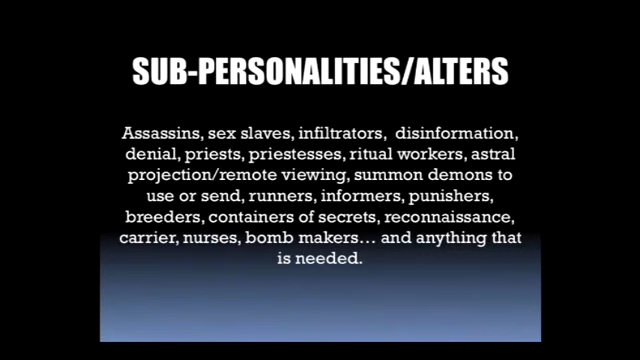 SUB-PERSONALITIES/ALTERS
Assassins, sex slaves, infiltrators, disinformation,
denial, priests, priestesses, ritual workers, astral
projection/remote viewing, summon demons to
use or send, runners, informers, punishers,
breeders, containers of secrets, reconnaissance,
carrier, nurses, bomb makers... and anything that
is needed.